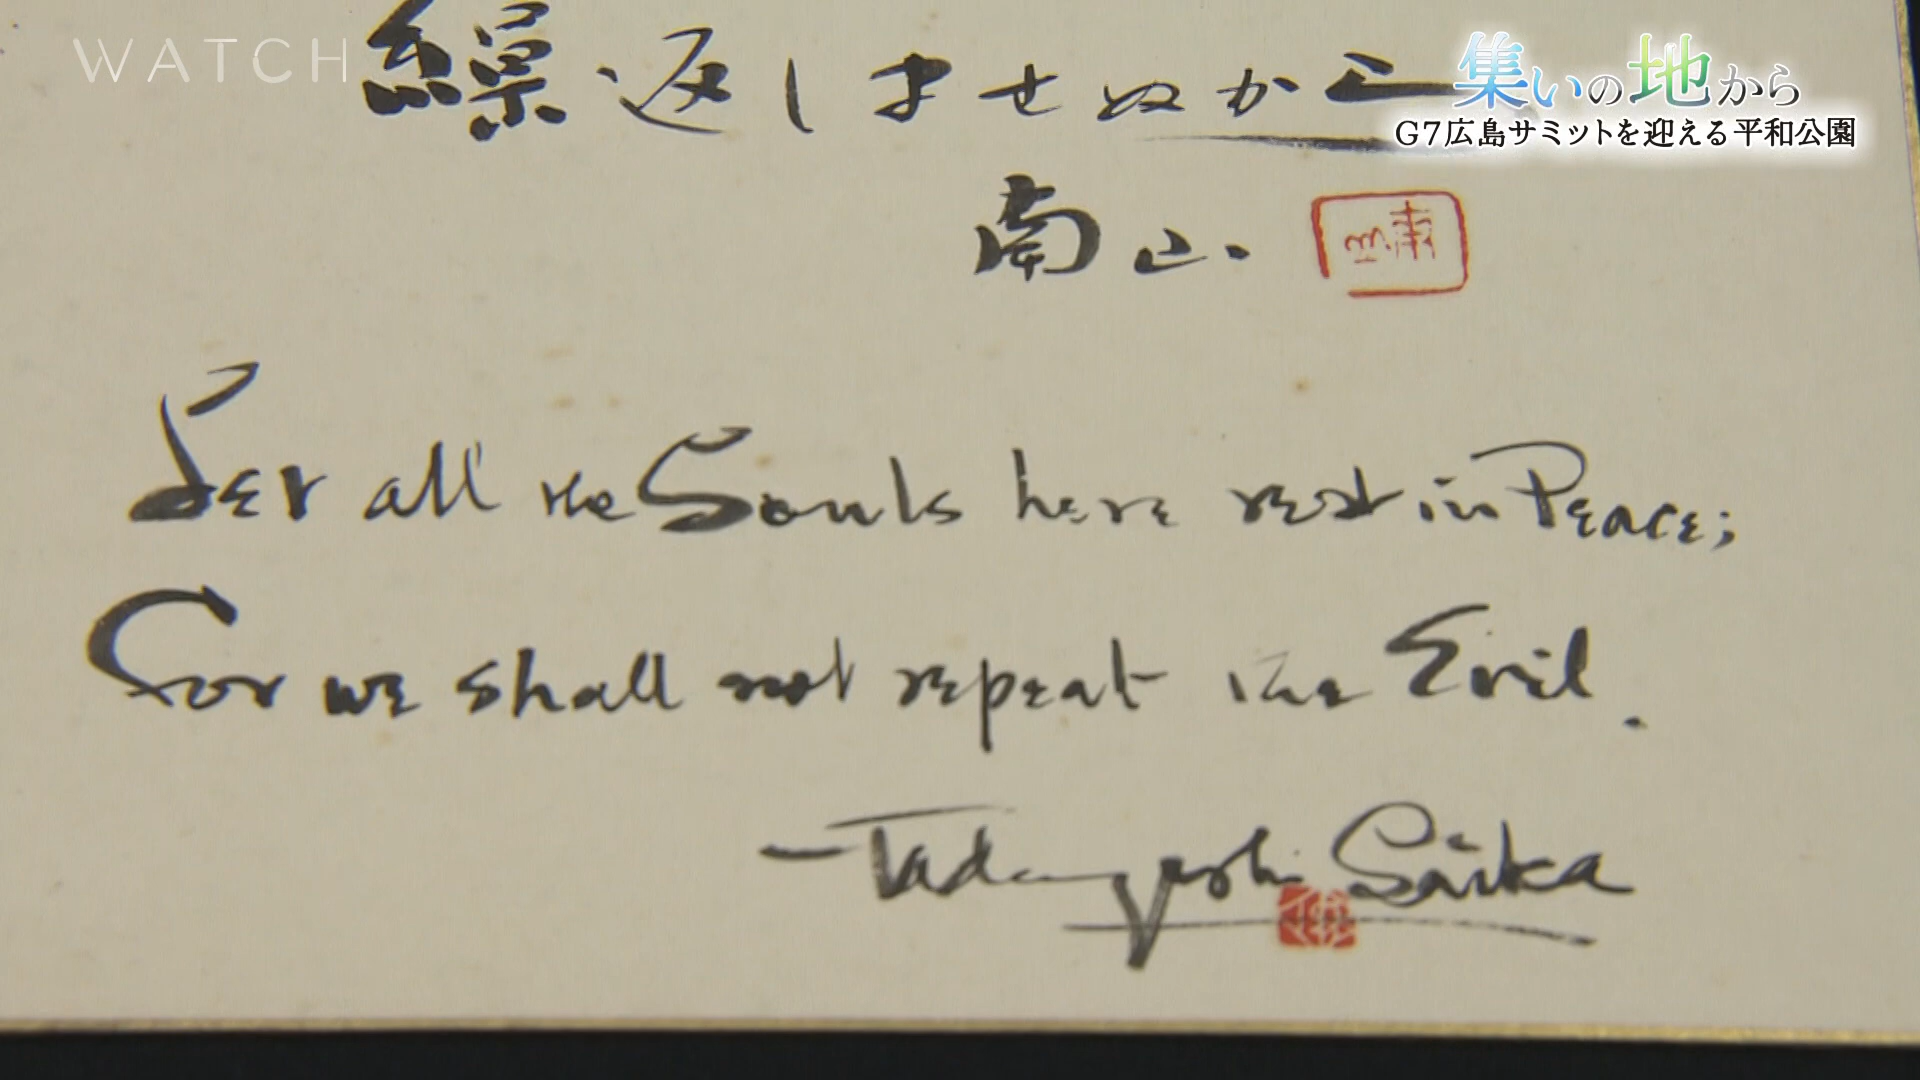 WATCH
集いの地から
G7広島サミットを迎える平和公園
繰返しませぬから
南山
Let all the Souls here rest in Peace;
For we shall not repeat the Evil.
Tadayoshi Saika